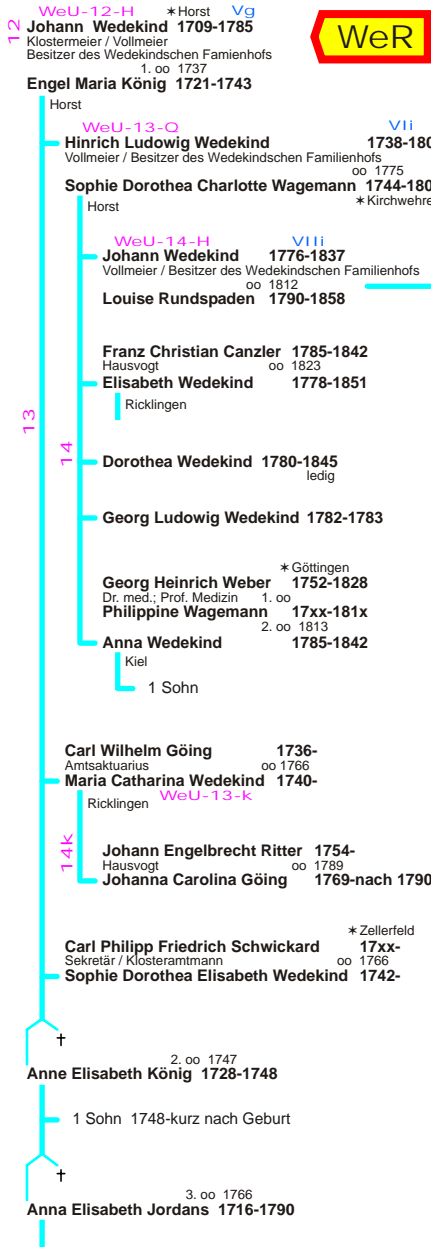 WeU-12-H ✶Horst Vg
12
Johann Wedekind 1709-1785
WeR
Klostermeier / Vollmeier
Besitzer des Wedekindschen Famienhofs
1. oo 1737
Engel Maria König 1721-1743
Horst
WeU-13-Q VIi
Hinrich Ludowig Wedekind 1738-180
Vollmeier / Besitzer des Wedekindschen Familienhofs
oo 1775
Sophie Dorothea Charlotte Wagemann 1744-180
Horst ✶Kirchwehre
WeU-14-H VIIi
Johann Wedekind 1776-1837
Vollmeier / Besitzer des Wedekindschen Familienhofs
oo 1812
Louise Rundspaden 1790-1858
Franz Christian Canzler 1785-1842
Hausvogt oo 1823
Elisabeth Wedekind 1778-1851
Ricklingen
13
14
Dorothea Wedekind 1780-1845
ledig
Georg Ludowig Wedekind 1782-1783
✶Göttingen
Georg Heinrich Weber 1752-1828
Dr. med.; Prof. Medizin 1. oo
Philippine Wagemann 17xx-181x
2. oo 1813
Anna Wedekind 1785-1842
Kiel
1 Sohn
Carl Wilhelm Göing 1736-
Amtsaktuarius oo 1766
Maria Catharina Wedekind 1740-
Ricklingen WeU-13-k
14k
Johann Engelbrecht Ritter 1754-
Hausvogt oo 1789
Johanna Carolina Göing 1769-nach 1790
✶Zellerfeld
Carl Philipp Friedrich Schwickard 17xx-
Sekretär / Klosteramtmann oo 1766
Sophie Dorothea Elisabeth Wedekind 1742-
✝
2. oo 1747
Anne Elisabeth König 1728-1748
1 Sohn 1748-kurz nach Geburt
✝
3. oo 1766
Anna Elisabeth Jordans 1716-1790